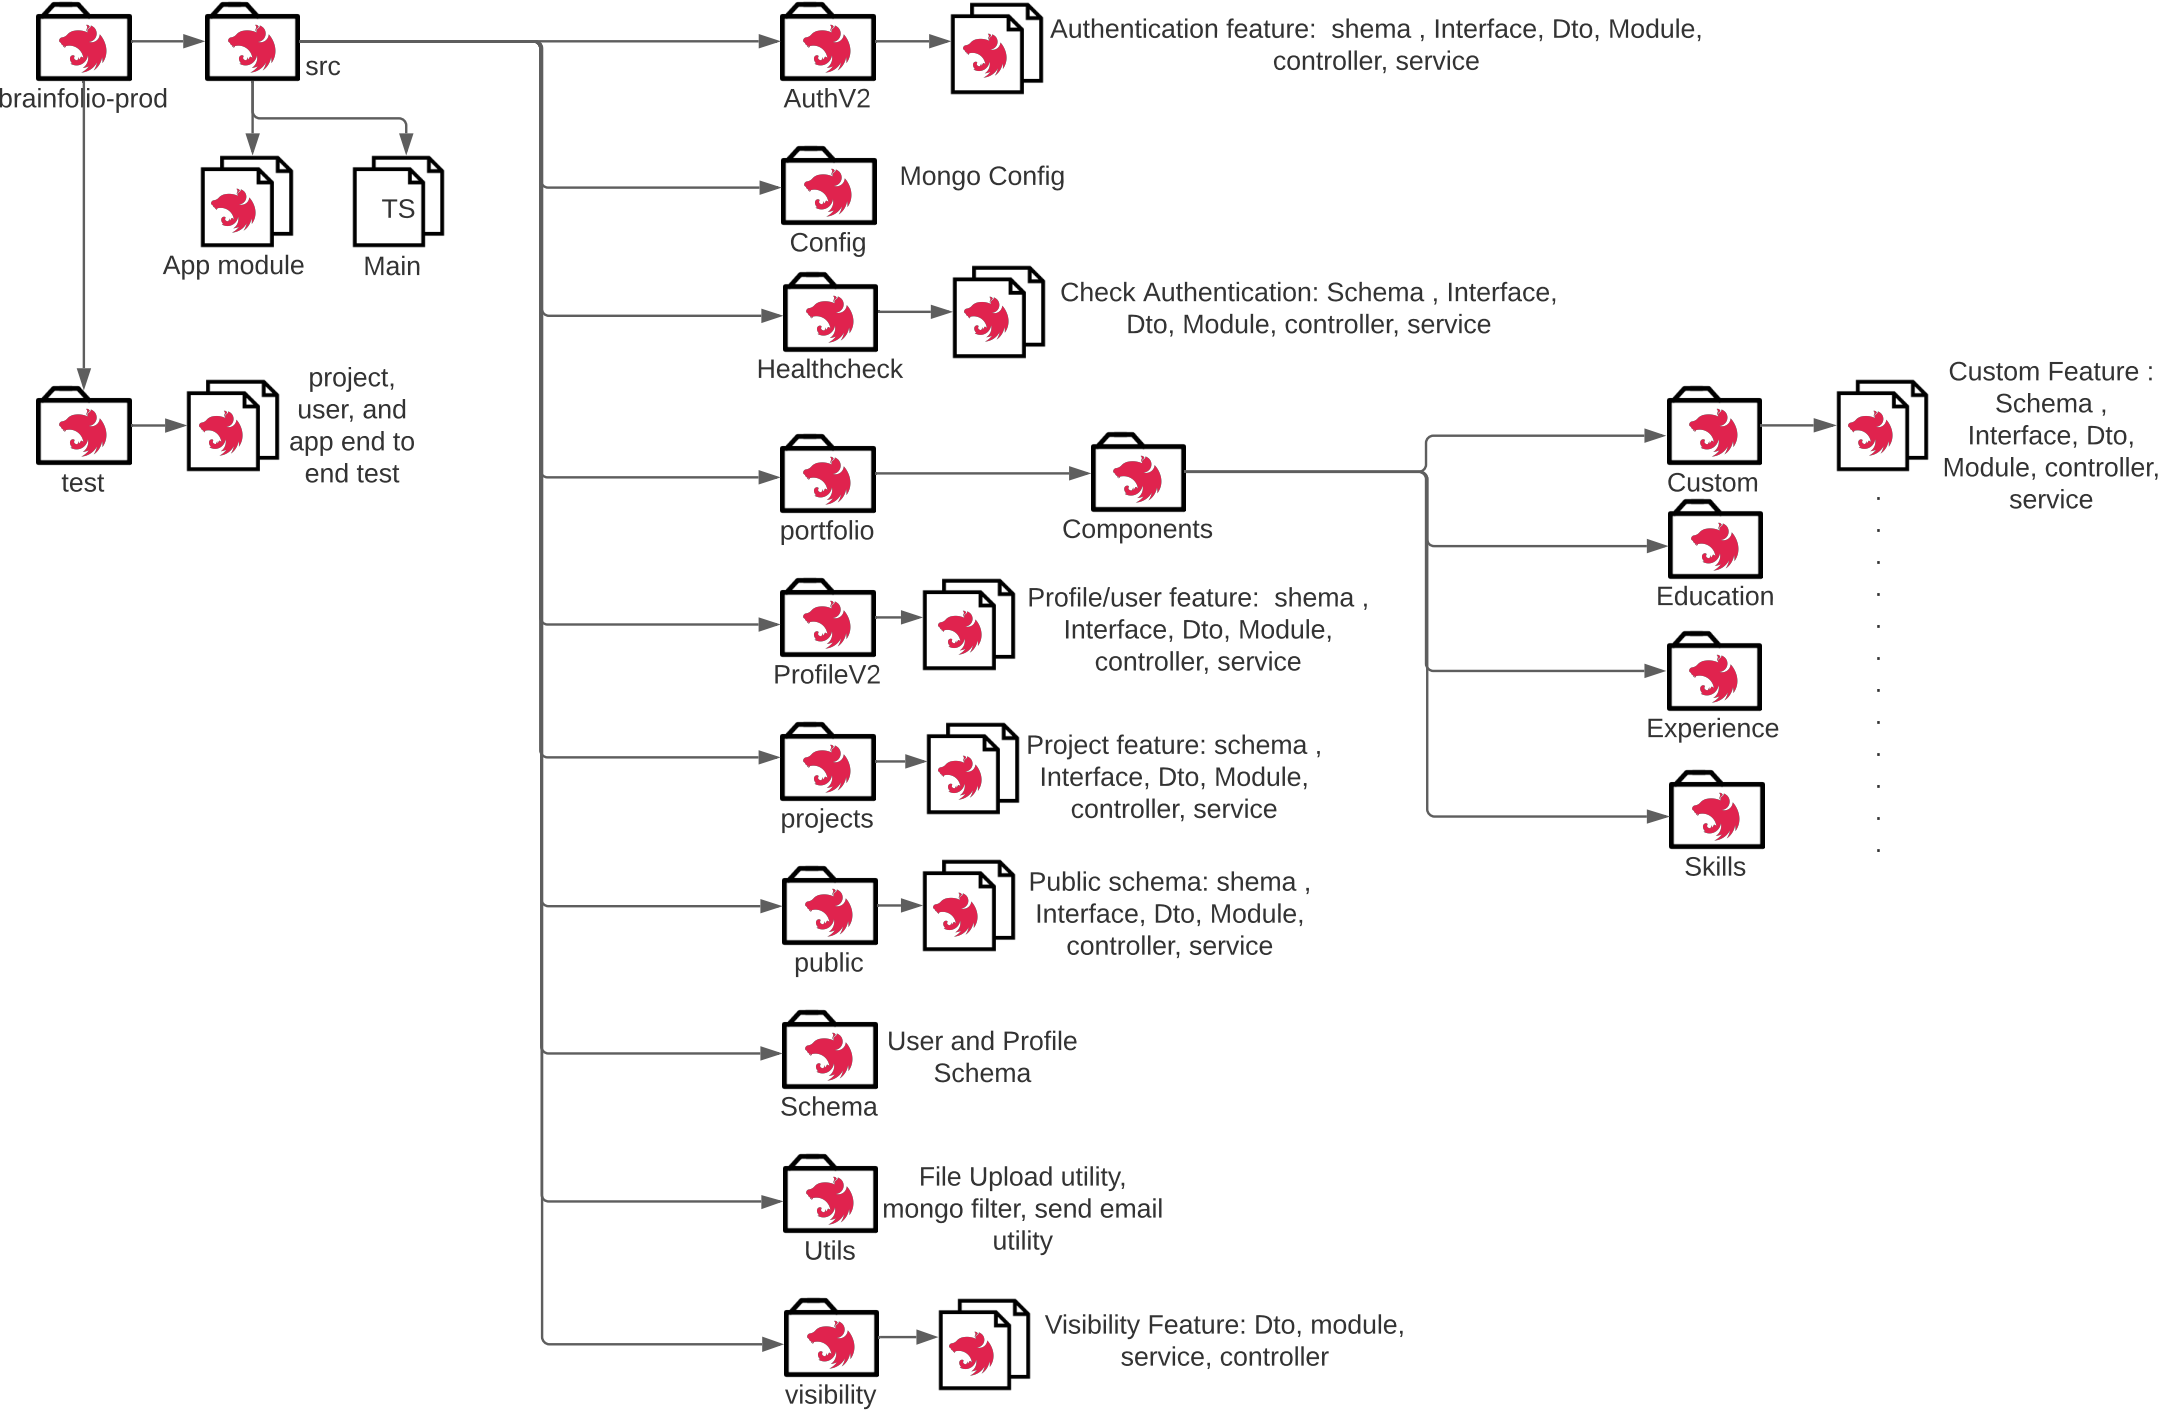 brainfolio-prod
src
App module
TS
Main
test
project,
user, and
app end to
end test
AuthV2
Authentication feature:  shema , Interface, Dto, Module,
controller, service
Config
Mongo Config
Healthcheck
Check Authentication: Schema , Interface,
Dto, Module, controller, service
portfolio
Components
Custom
Custom Feature :
Schema ,
Interface, Dto,
Module, controller,
service
.
.
.
.
.
.
.
.
.
.
.
.
Education
Experience
Skills
ProfileV2
Profile/user feature:  shema ,
Interface, Dto, Module,
controller, service
projects
Project feature: schema ,
Interface, Dto, Module,
controller, service
public
Public schema: shema ,
Interface, Dto, Module,
controller, service
Schema
User and Profile
Schema
Utils
File Upload utility,
mongo filter, send email
utility
visibility
Visibility Feature: Dto, module,
service, controller